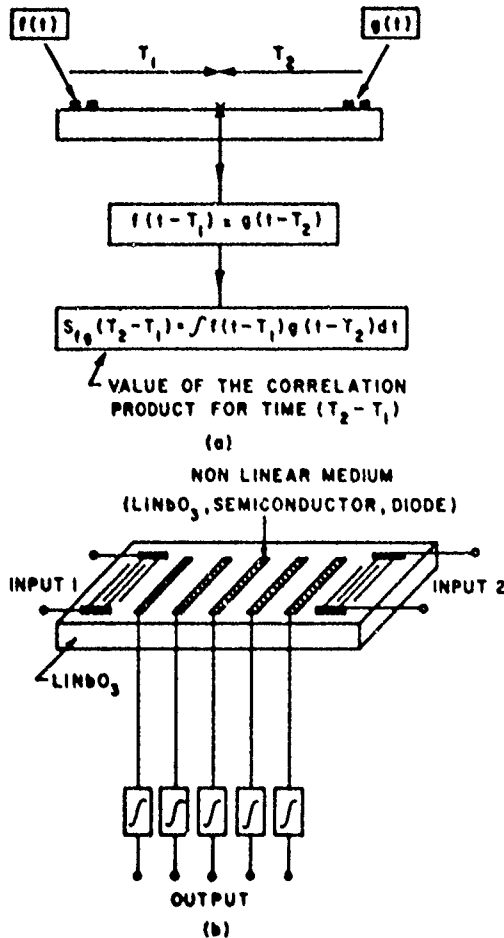 f(t) g(t)
T₁ T₂
f(t-T₁) x g(t-T₂)
S_fg(T₂-T₁)=∫f(t-T₁)g(t-T₂)dt
VALUE OF THE CORRELATION
PRODUCT FOR TIME (T₂-T₁)
(a)
NON LINEAR MEDIUM
(LINbO₃, SEMICONDUCTOR, DIODE)
INPUT 1 INPUT 2
LINbO₃
∫ ∫ ∫ ∫ ∫
OUTPUT
(b)